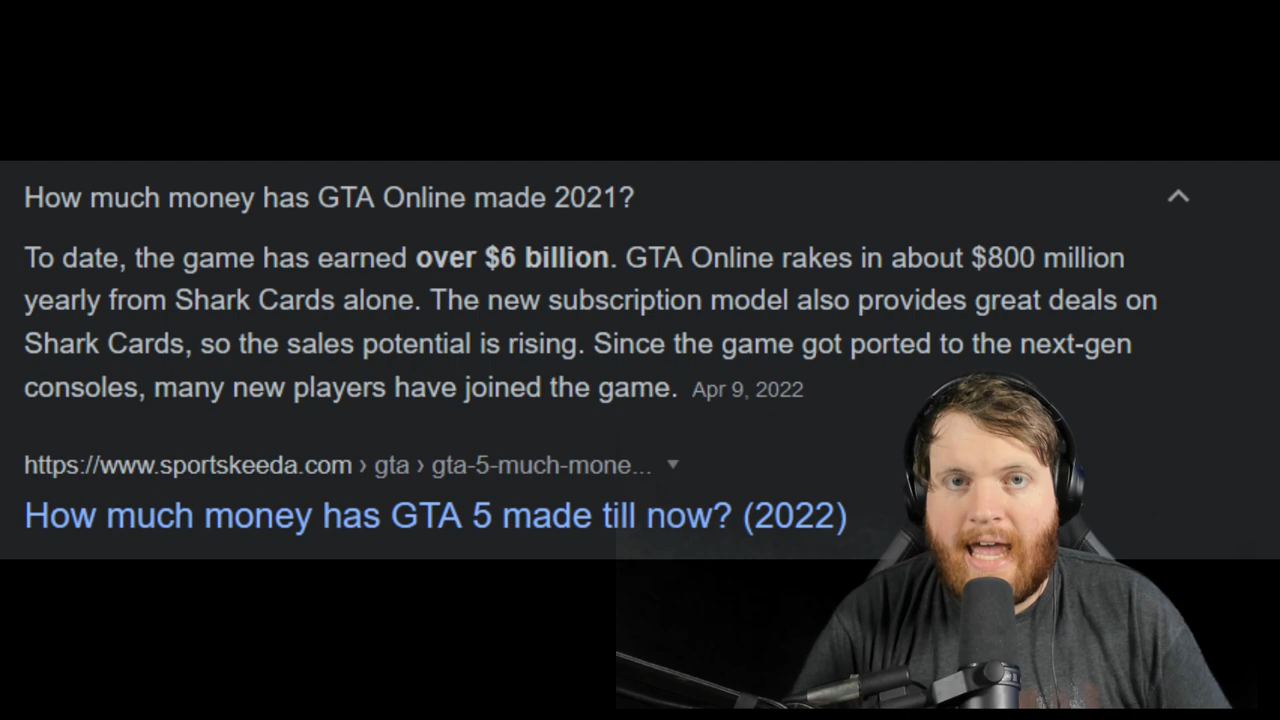 How much money has GTA Online made 2021?
To date, the game has earned over $6 billion. GTA Online rakes in about $800 million
yearly from Shark Cards alone. The new subscription model also provides great deals on
Shark Cards, so the sales potential is rising. Since the game got ported to the next-gen
consoles, many new players have joined the game. Apr 9, 2022
https://www.sportskeeda.com › gta › gta-5-much-mone...
How much money has GTA 5 made till now? (2022)